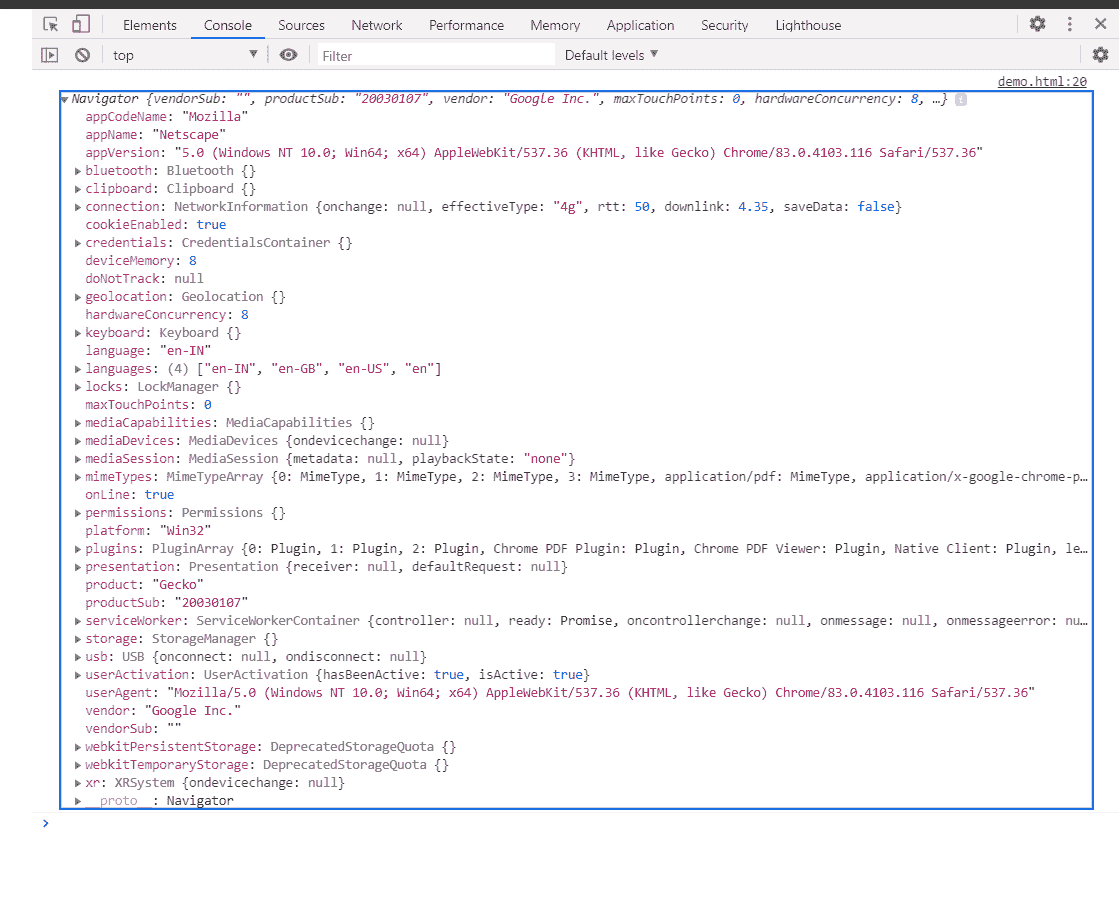 Elements Console Sources Network Performance Memory Application Security Lighthouse
top Filter Default levels
demo.html:20
Navigator {vendorSub: "", productSub: "20030107", vendor: "Google Inc.", maxTouchPoints: 0, hardwareConcurrency: 8, …}
appCodeName: "Mozilla"
appName: "Netscape"
appVersion: "5.0 (Windows NT 10.0; Win64; x64) AppleWebKit/537.36 (KHTML, like Gecko) Chrome/83.0.4103.116 Safari/537.36"
bluetooth: Bluetooth {}
clipboard: Clipboard {}
connection: NetworkInformation {onchange: null, effectiveType: "4g", rtt: 50, downlink: 4.35, saveData: false}
cookieEnabled: true
credentials: CredentialsContainer {}
deviceMemory: 8
doNotTrack: null
geolocation: Geolocation {}
hardwareConcurrency: 8
keyboard: Keyboard {}
language: "en-IN"
languages: (4) ["en-IN", "en-GB", "en-US", "en"]
locks: LockManager {}
maxTouchPoints: 0
mediaCapabilities: MediaCapabilities {}
mediaDevices: MediaDevices {ondevicechange: null}
mediaSession: MediaSession {metadata: null, playbackState: "none"}
mimeTypes: MimeTypeArray {0: MimeType, 1: MimeType, 2: MimeType, 3: MimeType, application/pdf: MimeType, application/x-google-chrome-p…
onLine: true
permissions: Permissions {}
platform: "Win32"
plugins: PluginArray {0: Plugin, 1: Plugin, 2: Plugin, Chrome PDF Plugin: Plugin, Chrome PDF Viewer: Plugin, Native Client: Plugin, le…
presentation: Presentation {receiver: null, defaultRequest: null}
product: "Gecko"
productSub: "20030107"
serviceWorker: ServiceWorkerContainer {controller: null, ready: Promise, oncontrollerchange: null, onmessage: null, onmessageerror: nu…
storage: StorageManager {}
usb: USB {onconnect: null, ondisconnect: null}
userActivation: UserActivation {hasBeenActive: true, isActive: true}
userAgent: "Mozilla/5.0 (Windows NT 10.0; Win64; x64) AppleWebKit/537.36 (KHTML, like Gecko) Chrome/83.0.4103.116 Safari/537.36"
vendor: "Google Inc."
vendorSub: ""
webkitPersistentStorage: DeprecatedStorageQuota {}
webkitTemporaryStorage: DeprecatedStorageQuota {}
xr: XRSystem {ondevicechange: null}
__proto__: Navigator